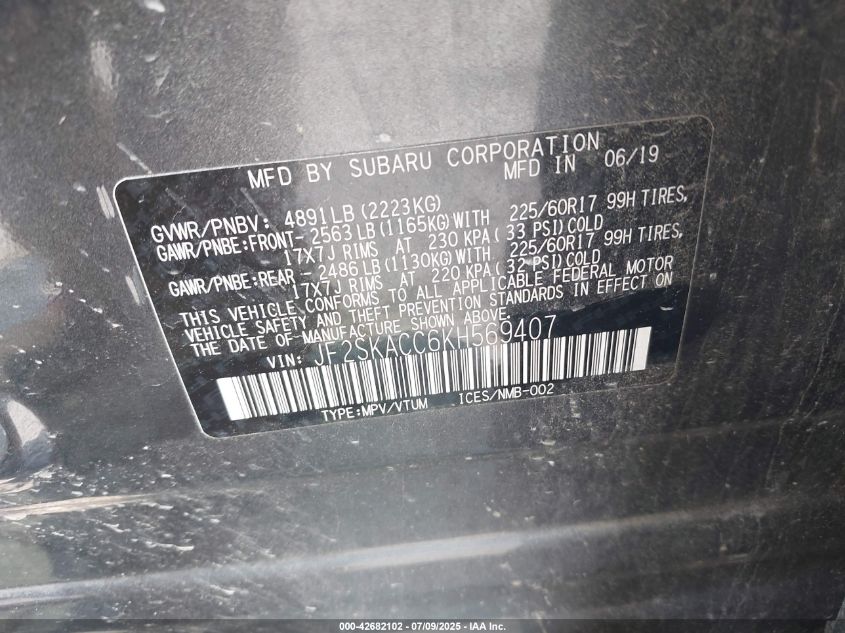 MFD BY SUBARU CORPORATION
MFD IN 06/19
GVWR/PNBV: 4891LB (2223KG)
GAWR/PNBE:FRONT- 2563LB (1165KG)WITH 225/60R17 99H TIRES,
17X7J RIMS AT 230 KPA (33 PSI)COLD
GAWR/PNBE:REAR - 2486LB (1130KG)WITH 225/60R17 99H TIRES,
17X7J RIMS AT 220 KPA (32 PSI)COLD
THIS VEHICLE CONFORMS TO ALL APPLICABLE FEDERAL MOTOR
VEHICLE SAFETY AND THEFT PREVENTION STANDARDS IN EFFECT ON
THE DATE OF MANUFACTURE SHOWN ABOVE.
VIN: JF2SKACC6KH569407
TYPE:MPV/VTUM ICES/NMB-002
000-42682102 - 07/09/2025 - IAA Inc.